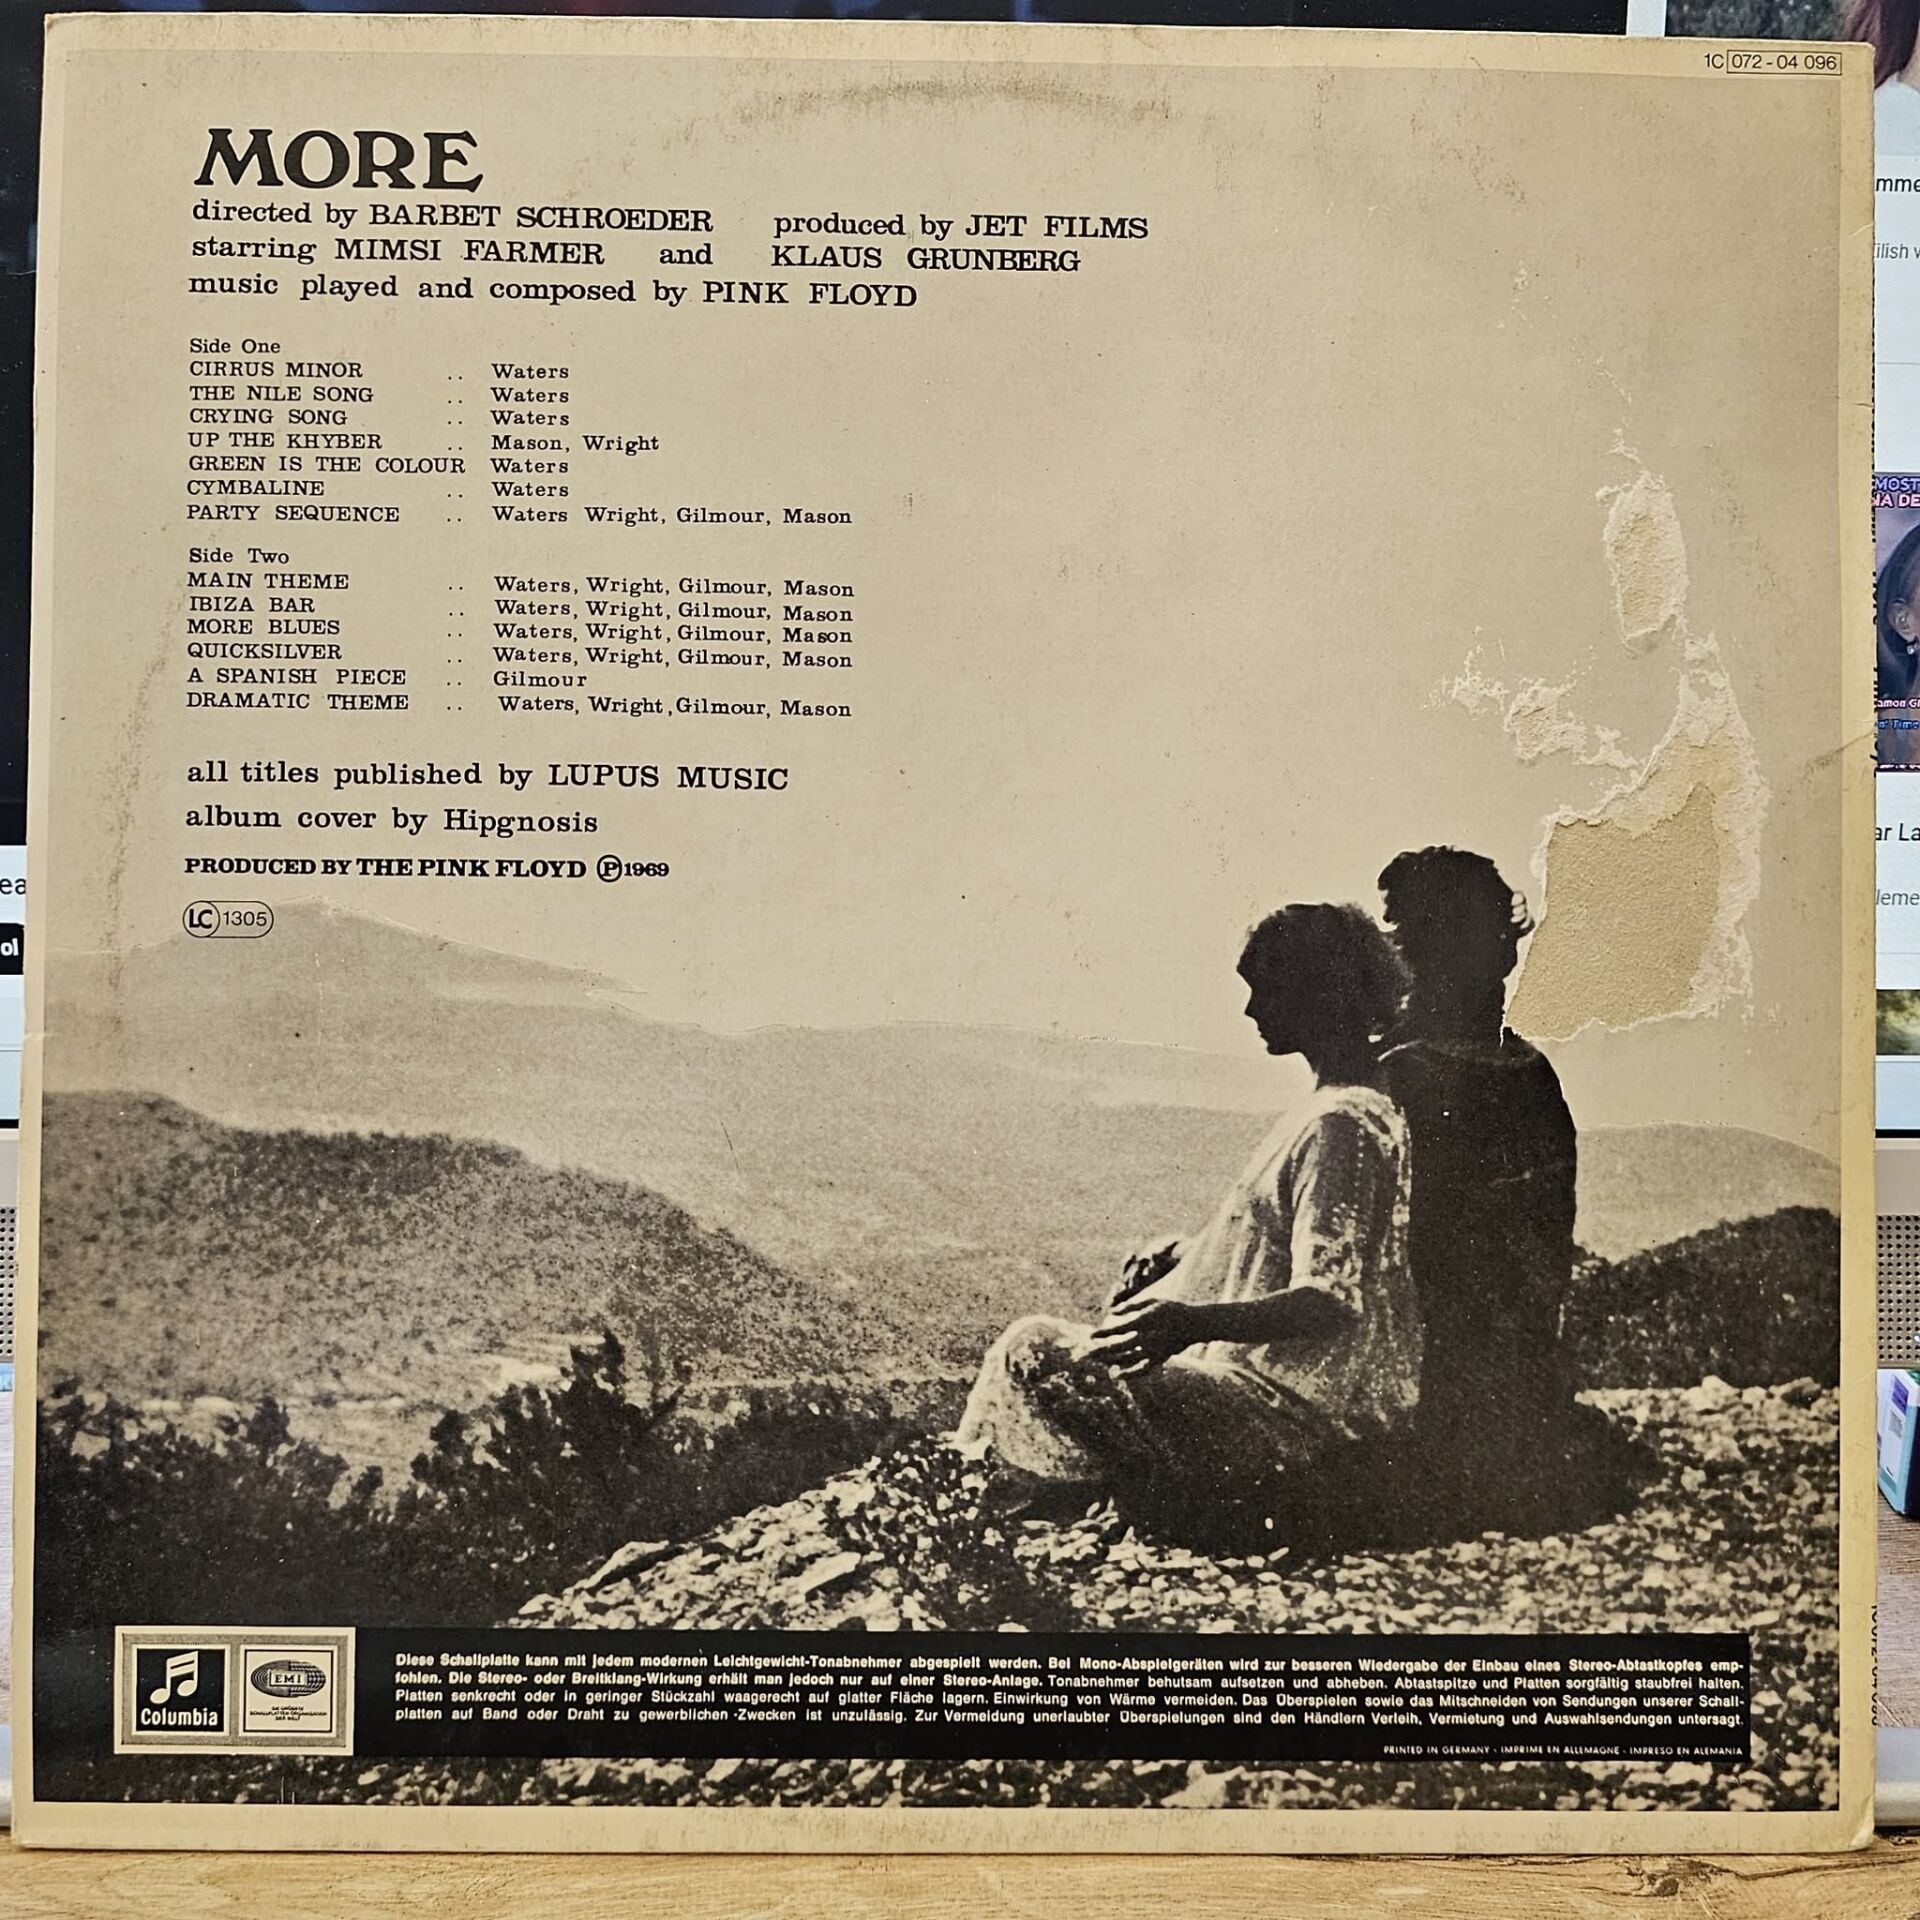 1C 072-04 096
MORE
directed by BARBET SCHROEDER produced by JET FILMS
starring MIMSI FARMER and KLAUS GRUNBERG
music played and composed by PINK FLOYD
Side One
CIRRUS MINOR .. Waters
THE NILE SONG .. Waters
CRYING SONG .. Waters
UP THE KHYBER .. Mason, Wright
GREEN IS THE COLOUR Waters
CYMBALINE .. Waters
PARTY SEQUENCE .. Waters Wright, Gilmour, Mason
Side Two
MAIN THEME .. Waters, Wright, Gilmour, Mason
IBIZA BAR .. Waters, Wright, Gilmour, Mason
MORE BLUES .. Waters, Wright, Gilmour, Mason
QUICKSILVER .. Waters, Wright, Gilmour, Mason
A SPANISH PIECE .. Gilmour
DRAMATIC THEME .. Waters, Wright, Gilmour, Mason
all titles published by LUPUS MUSIC
album cover by Hipgnosis
PRODUCED BY THE PINK FLOYD Ⓟ1969
LC 1305
Columbia
EMI
DIE GRÖSSTE
SCHALLPLATTEN-ORGANISATION
DER WELT
Diese Schallplatte kann mit jedem modernen Leichtgewicht-Tonabnehmer abgespielt werden. Bei Mono-Abspielgeräten wird zur besseren Wiedergabe der Einbau eines Stereo-Abtastkopfes emp-
fohlen. Die Stereo- oder Breitklang-Wirkung erhält man jedoch nur auf einer Stereo-Anlage. Tonabnehmer behutsam aufsetzen und abheben. Abtastspitze und Platten sorgfältig staubfrei halten.
Platten senkrecht oder in geringer Stückzahl waagerecht auf glatter Fläche lagern. Einwirkung von Wärme vermeiden. Das Überspielen sowie das Mitschneiden von Sendungen unserer Schall-
platten auf Band oder Draht zu gewerblichen -Zwecken ist unzulässig. Zur Vermeidung unerlaubter Überspielungen sind den Händlern Verleih, Vermietung und Auswahlsendungen untersagt.
PRINTED IN GERMANY · IMPRIME EN ALLEMAGNE · IMPRESO EN ALEMANIA